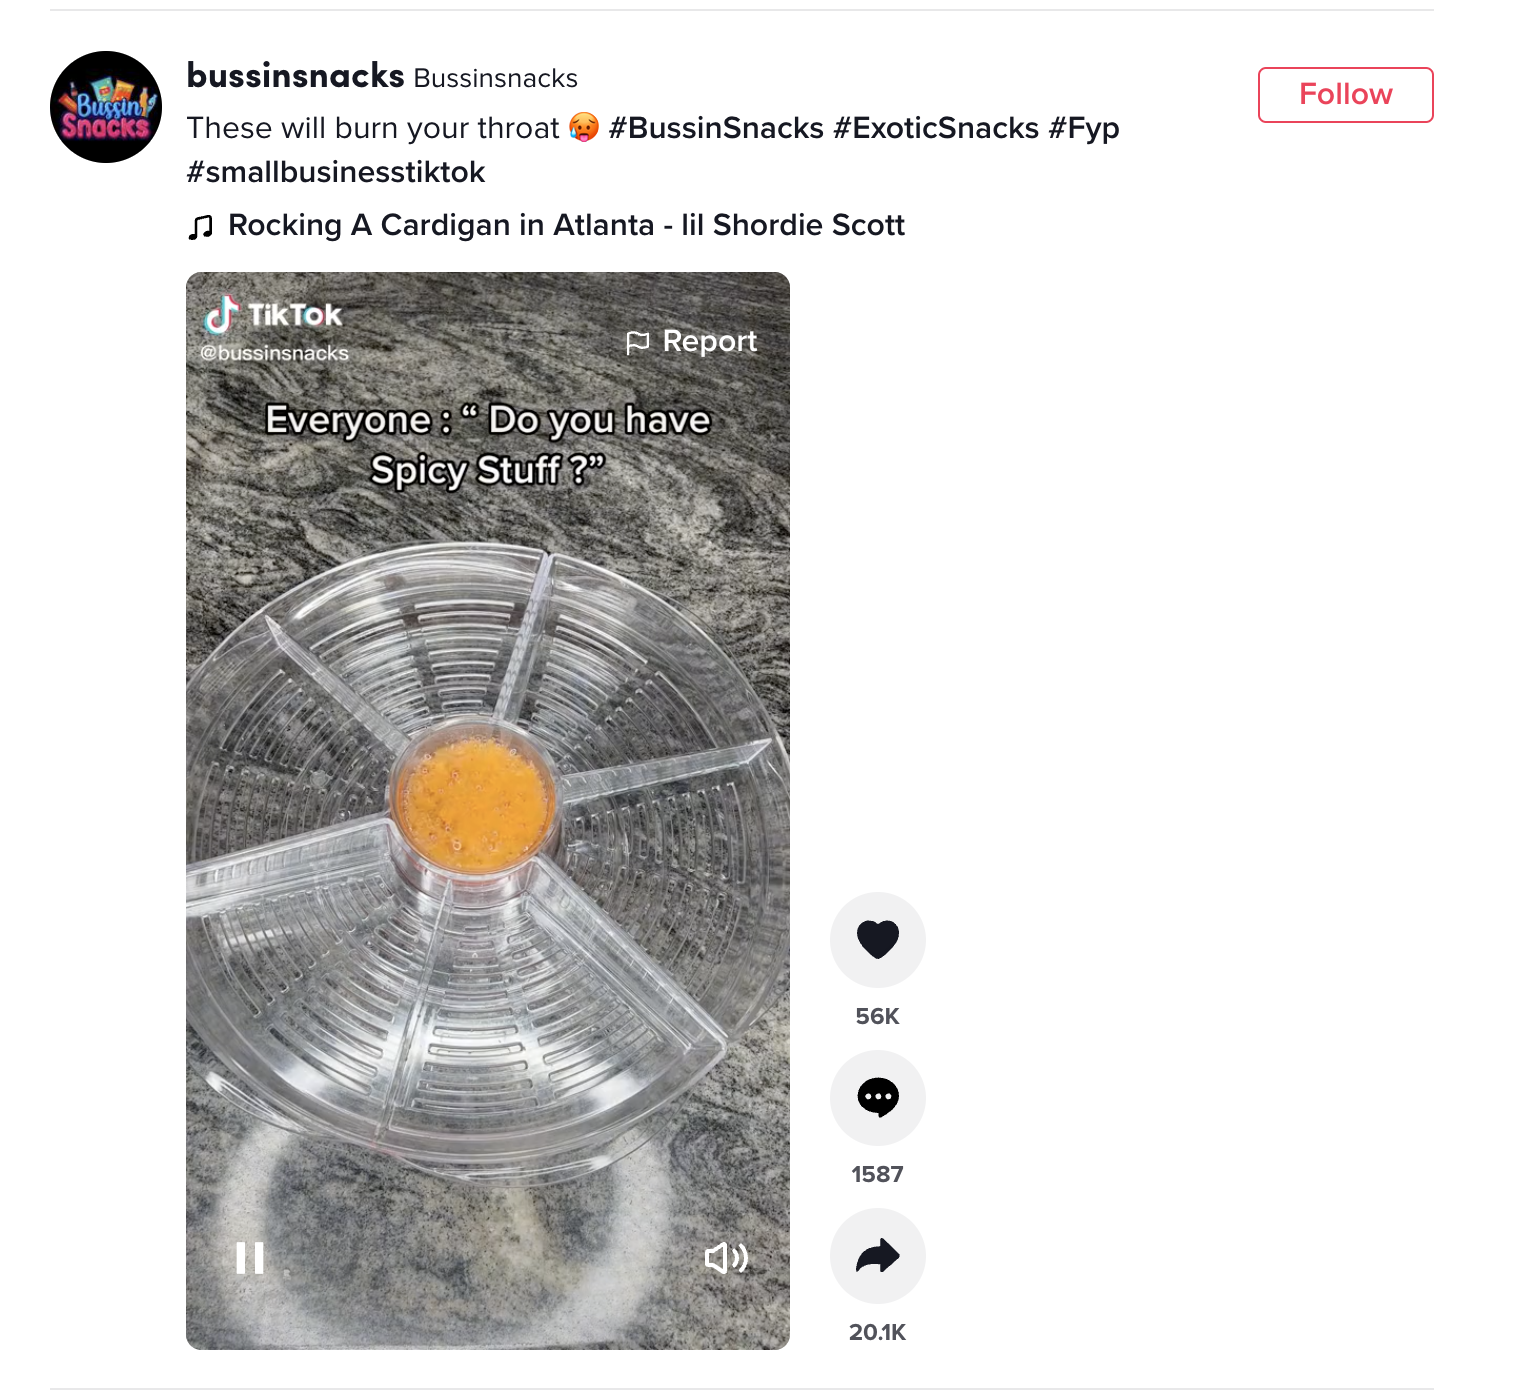 Bussin
Snacks
bussinsnacks Bussinsnacks
Follow
These will burn your throat 🥵 #BussinSnacks #ExoticSnacks #Fyp
#smallbusinesstiktok
Rocking A Cardigan in Atlanta - lil Shordie Scott
TikTok
@bussinsnacks
Report
Everyone : “ Do you have
Spicy Stuff ?”
56K
1587
20.1K